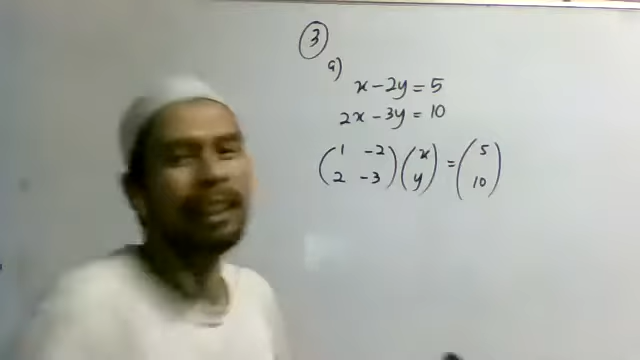 3
a)
x - 2y = 5
2x - 3y = 10
( 1 -2 ) ( x ) = ( 5 )
( 2 -3 ) ( y ) ( 10 )